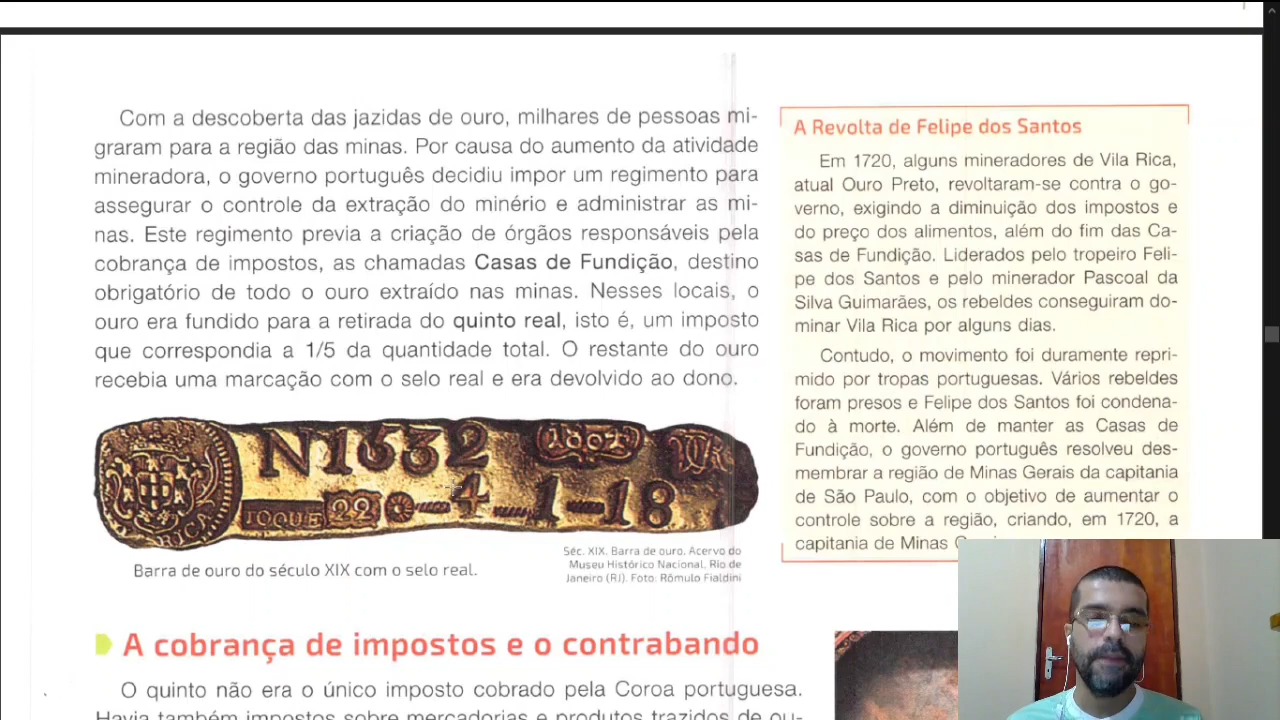 Com a descoberta das jazidas de ouro, milhares de pessoas mi-
graram para a região das minas. Por causa do aumento da atividade
mineradora, o governo português decidiu impor um regimento para
assegurar o controle da extração do minério e administrar as mi-
nas. Este regimento previa a criação de órgãos responsáveis pela
cobrança de impostos, as chamadas Casas de Fundição, destino
obrigatório de todo o ouro extraído nas minas. Nesses locais, o
ouro era fundido para a retirada do quinto real, isto é, um imposto
que correspondia a 1/5 da quantidade total. O restante do ouro
recebia uma marcação com o selo real e era devolvido ao dono.
N1632 1804
RICA TOQUE 22 4 1-18
Séc. XIX. Barra de ouro. Acervo do
Museu Histórico Nacional, Rio de
Janeiro (RJ). Foto: Rômulo Fialdini
Barra de ouro do século XIX com o selo real.
A cobrança de impostos e o contrabando
O quinto não era o único imposto cobrado pela Coroa portuguesa.
Havia também impostos sobre mercadorias e produtos trazidos de ou-
A Revolta de Felipe dos Santos
Em 1720, alguns mineradores de Vila Rica,
atual Ouro Preto, revoltaram-se contra o go-
verno, exigindo a diminuição dos impostos e
do preço dos alimentos, além do fim das Ca-
sas de Fundição. Liderados pelo tropeiro Feli-
pe dos Santos e pelo minerador Pascoal da
Silva Guimarães, os rebeldes conseguiram do-
minar Vila Rica por alguns dias.
Contudo, o movimento foi duramente repri-
mido por tropas portuguesas. Vários rebeldes
foram presos e Felipe dos Santos foi condena-
do à morte. Além de manter as Casas de
Fundição, o governo português resolveu des-
membrar a região de Minas Gerais da capitania
de São Paulo, com o objetivo de aumentar o
controle sobre a região, criando, em 1720, a
capitania de Minas